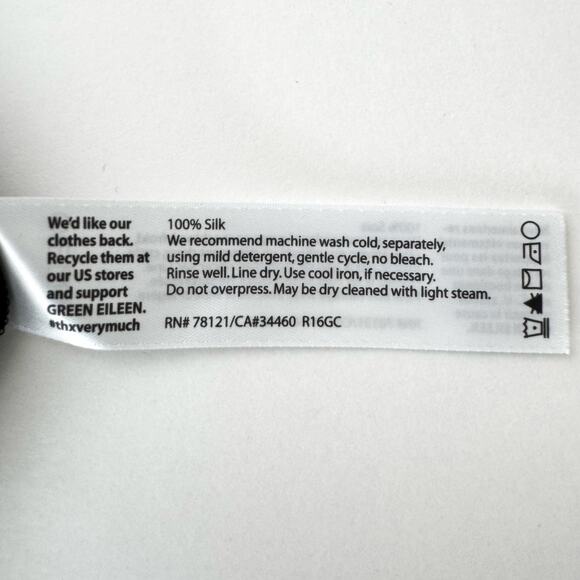 We'd like our
clothes back.
Recycle them at
our US stores
and support
GREEN EILEEN.
#thxverymuch
100% Silk
We recommend machine wash cold, separately,
using mild detergent, gentle cycle, no bleach.
Rinse well. Line dry. Use cool iron, if necessary.
Do not overpress. May be dry cleaned with light steam.
RN# 78121/CA#34460 R16GC